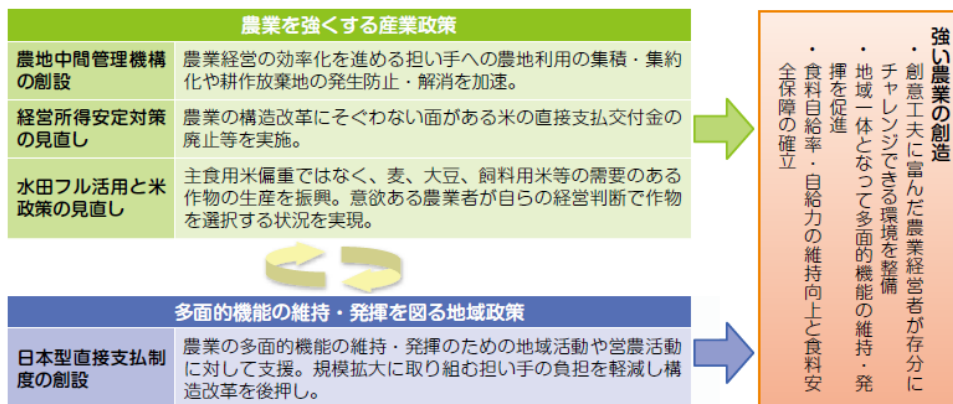 農業を強くする産業政策
農地中間管理機構
の創設
農業経営の効率化を進める担い手への農地利用の集積・集約
化や耕作放棄地の発生防止・解消を加速。
経営所得安定対策
の見直し
農業の構造改革にそぐわない面がある米の直接支払交付金の
廃止等を実施。
水田フル活用と米
政策の見直し
主食用米偏重ではなく、麦、大豆、飼料用米等の需要のある
作物の生産を振興。意欲ある農業者が自らの経営判断で作物
を選択する状況を実現。
多面的機能の維持・発揮を図る地域政策
日本型直接支払制
度の創設
農業の多面的機能の維持・発揮のための地域活動や営農活動
に対して支援。規模拡大に取り組む担い手の負担を軽減し構
造改革を後押し。
強い農業の創造
・創意工夫に富んだ農業経営者が存分に
チャレンジできる環境を整備
・地域一体となって多面的機能の維持・発
揮を促進
・食料自給率・自給力の維持向上と食料安
全保障の確立